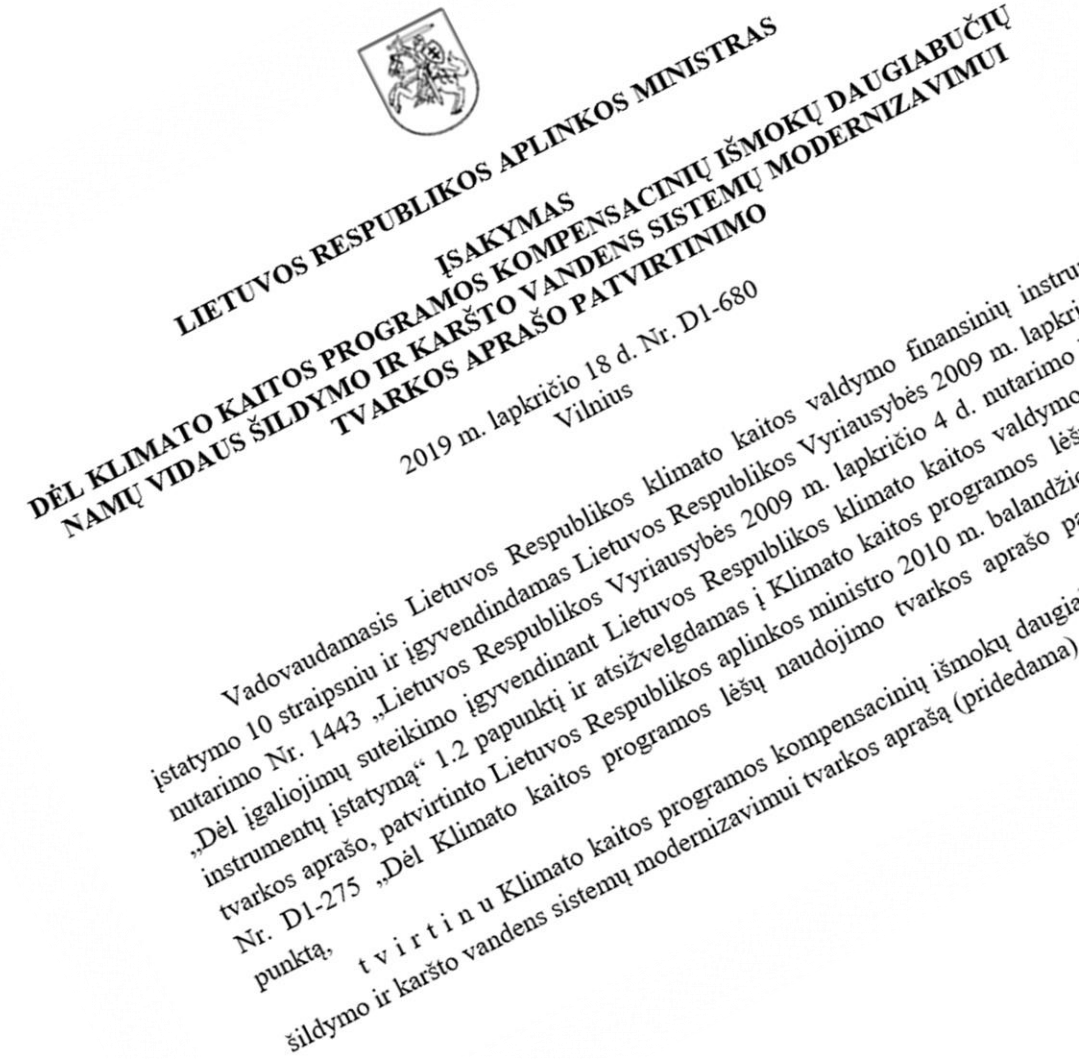 LIETUVOS RESPUBLIKOS APLINKOS MINISTRAS
ĮSAKYMAS
DĖL KLIMATO KAITOS PROGRAMOS KOMPENSACINIŲ IŠMOKŲ DAUGIABUČIŲ
NAMŲ VIDAUS ŠILDYMO IR KARŠTO VANDENS SISTEMŲ MODERNIZAVIMUI
TVARKOS APRAŠO PATVIRTINIMO
2019 m. lapkričio 18 d. Nr. D1-680
Vilnius
Vadovaudamasis Lietuvos Respublikos klimato kaitos valdymo finansinių
įstatymo 10 straipsniu ir įgyvendindamas Lietuvos Respublikos Vyriausybės 2009 m.
nutarimo Nr. 1443 „Lietuvos Respublikos Vyriausybės 2009 m. lapkričio 4 d. nutarimo
„Dėl įgaliojimų suteikimo įgyvendinant Lietuvos Respublikos klimato kaitos valdymo
instrumentų įstatymą“ 1.2 papunktį ir atsižvelgdamas į Klimato kaitos programos
tvarkos aprašo, patvirtinto Lietuvos Respublikos aplinkos ministro 2010 m.
Nr. D1-275 „Dėl Klimato kaitos programos lėšų naudojimo tvarkos aprašo
punktą,
t v i r t i n u Klimato kaitos programos kompensacinių išmokų
šildymo ir karšto vandens sistemų modernizavimui tvarkos aprašą (pridedama)